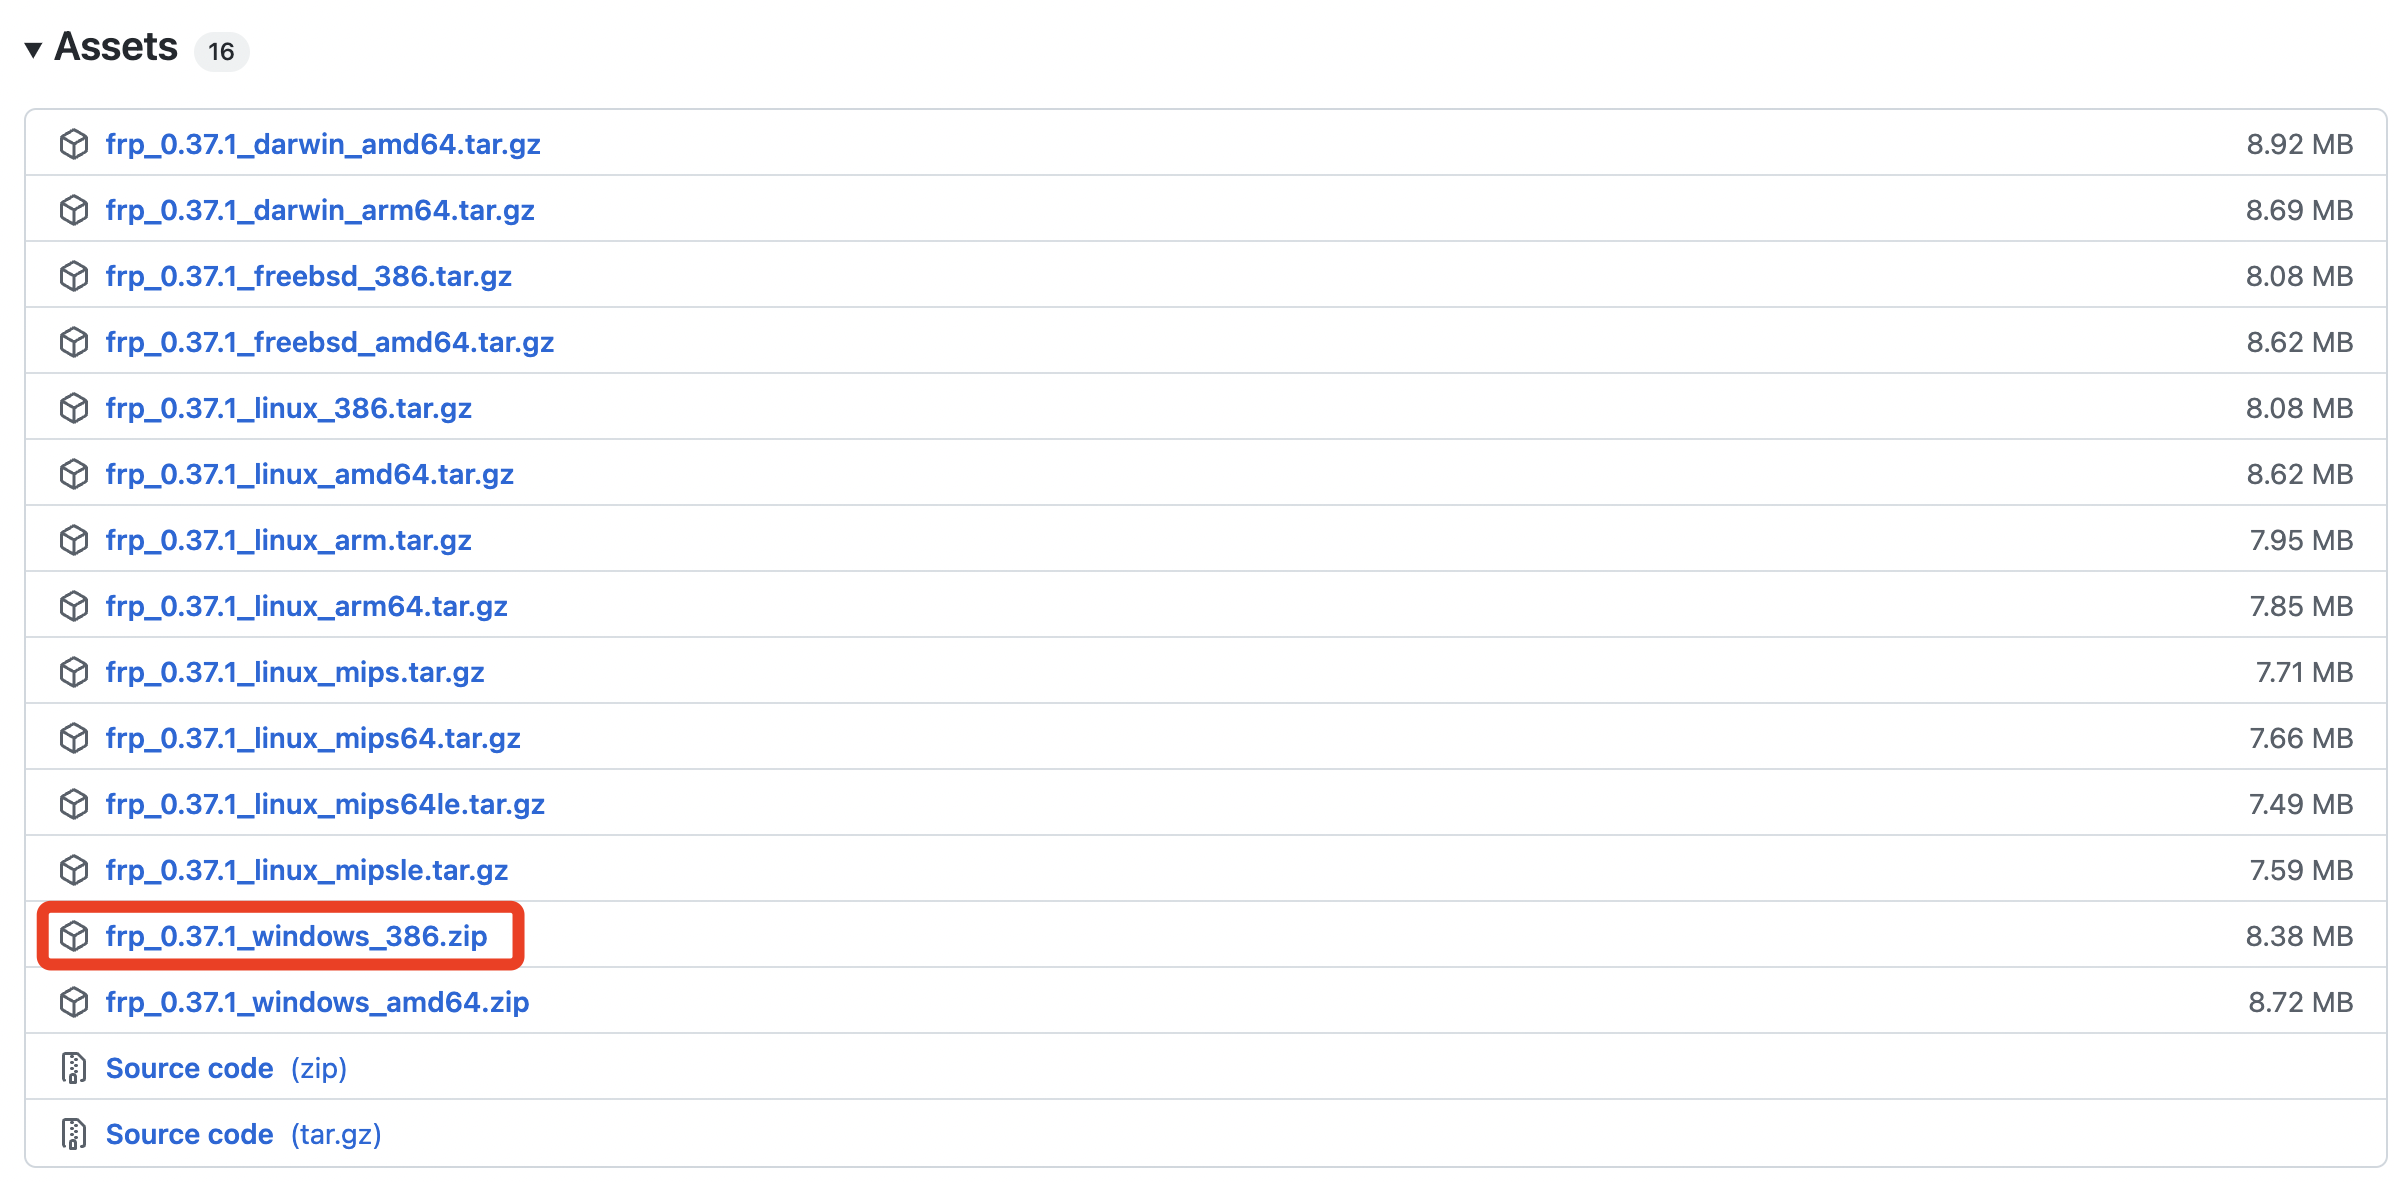 Assets 16
frp_0.37.1_darwin_amd64.tar.gz 8.92 MB
frp_0.37.1_darwin_arm64.tar.gz 8.69 MB
frp_0.37.1_freebsd_386.tar.gz 8.08 MB
frp_0.37.1_freebsd_amd64.tar.gz 8.62 MB
frp_0.37.1_linux_386.tar.gz 8.08 MB
frp_0.37.1_linux_amd64.tar.gz 8.62 MB
frp_0.37.1_linux_arm.tar.gz 7.95 MB
frp_0.37.1_linux_arm64.tar.gz 7.85 MB
frp_0.37.1_linux_mips.tar.gz 7.71 MB
frp_0.37.1_linux_mips64.tar.gz 7.66 MB
frp_0.37.1_linux_mips64le.tar.gz 7.49 MB
frp_0.37.1_linux_mipsle.tar.gz 7.59 MB
frp_0.37.1_windows_386.zip 8.38 MB
frp_0.37.1_windows_amd64.zip 8.72 MB
Source code (zip)
Source code (tar.gz)